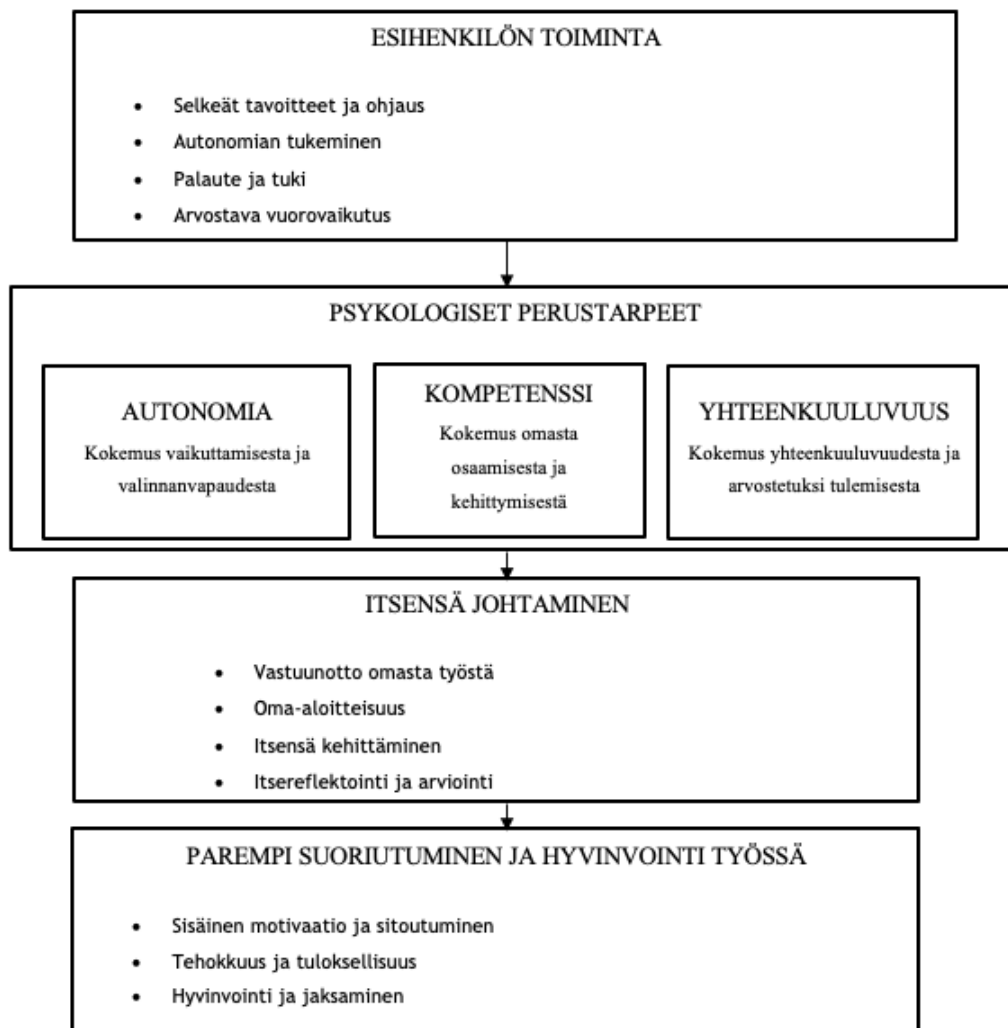 ESIHENKILÖN TOIMINTA
• Selkeät tavoitteet ja ohjaus
• Autonomian tukeminen
• Palaute ja tuki
• Arvostava vuorovaikutus
PSYKOLOGISET PERUSTARPEET
AUTONOMIA
Kokemus vaikuttamisesta ja
valinnanvapaudesta
KOMPETENSSI
Kokemus omasta
osaamisesta ja
kehittymisestä
YHTEENKUULUVUUS
Kokemus yhteenkuuluvuudesta ja
arvostetuksi tulemisesta
ITSENSÄ JOHTAMINEN
• Vastuunotto omasta työstä
• Oma-aloitteisuus
• Itsensä kehittäminen
• Itsereflektointi ja arviointi
PAREMPI SUORIUTUMINEN JA HYVINVOINTI TYÖSSÄ
• Sisäinen motivaatio ja sitoutuminen
• Tehokkuus ja tuloksellisuus
• Hyvinvointi ja jaksaminen